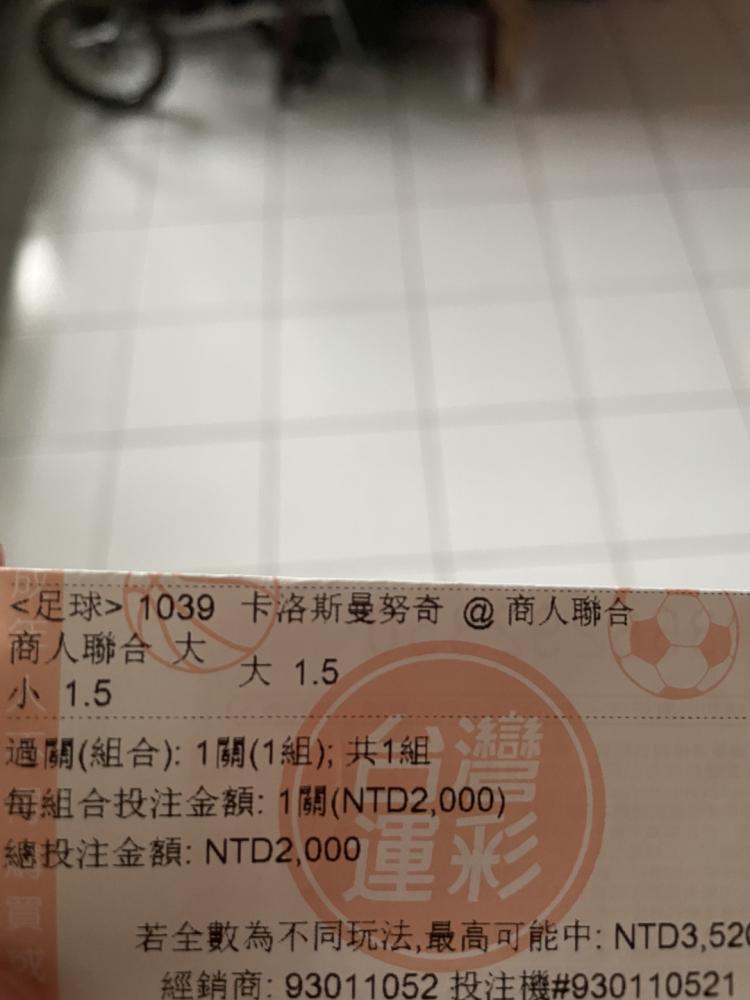 <足球> 1039 卡洛斯曼努奇 @ 商人聯合
商人聯合 大
小 1.5
大 1.5
過關(組合): 1關(1組); 共1組
每組合投注金額: 1關(NTD2,000)
總投注金額: NTD2,000
若全數為不同玩法,最高可能中: NTD3,520
經銷商: 93011052 投注機#930110521
台灣
運彩